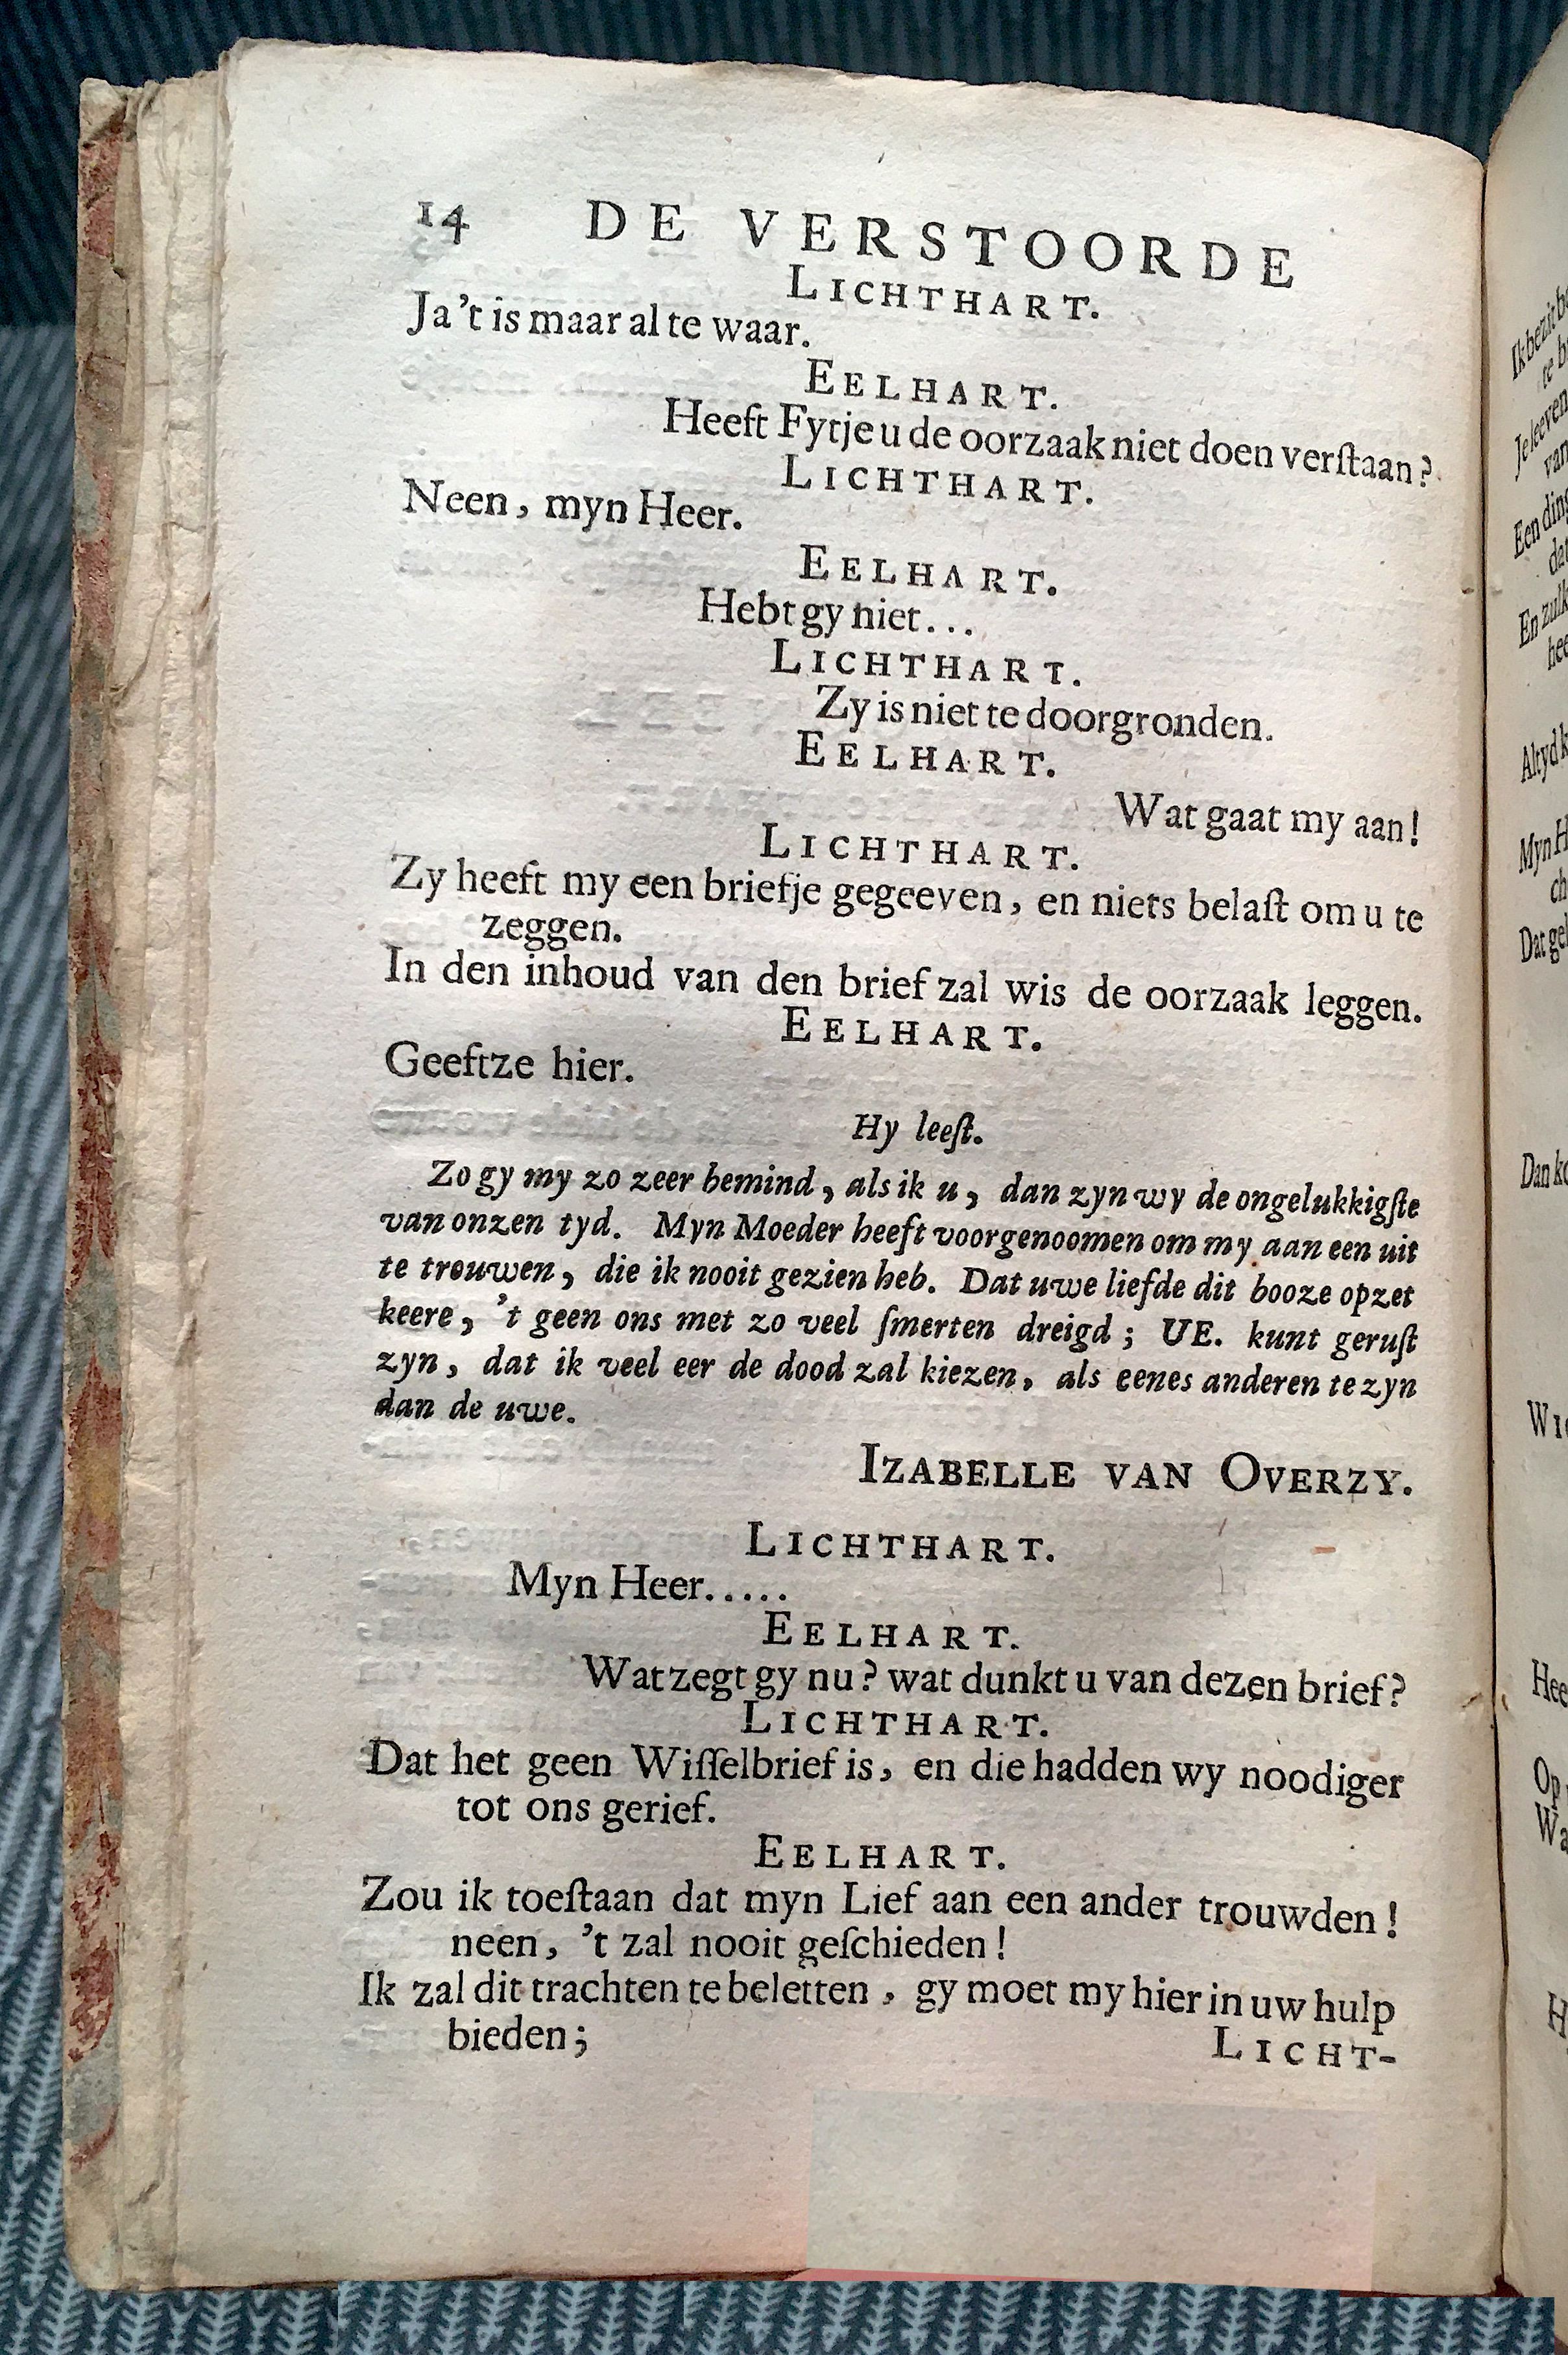 14 DE VERSTOORDE
LICHTHART.
Ja 't is maar al te waar.
EELHART.
Heeft Fytje u de oorzaak niet doen verſtaan?
LICHTHART.
Neen, myn Heer.
EELHART.
Hebt gy niet...
LICHTHART.
Zy is niet te doorgronden.
EELHART.
Wat gaat my aan!
LICHTHART.
Zy heeft my een briefje gegeeven, en niets belaſt om u te
zeggen.
In den inhoud van den brief zal wis de oorzaak leggen.
EELHART.
Geeftze hier.
Hy leeſt.
Zo gy my zo zeer bemind, als ik u, dan zyn wy de ongelukkigſte
van onzen tyd. Myn Moeder heeft voorgenoomen om my aan een uit
te trouwen, die ik nooit gezien heb. Dat uwe liefde dit booze opzet
keere, 't geen ons met zo veel ſmerten dreigd; UE. kunt geruſt
zyn, dat ik veel eer de dood zal kiezen, als eenes anderen te zyn
dan de uwe.
IZABELLE VAN OVERZY.
LICHTHART.
Myn Heer.....
EELHART.
Wat zegt gy nu? wat dunkt u van dezen brief?
LICHTHART.
Dat het geen Wiſſelbrief is, en die hadden wy noodiger
tot ons gerief.
EELHART.
Zou ik toeſtaan dat myn Lief aan een ander trouwden!
neen, 't zal nooit geſchieden!
Ik zal dit trachten te beletten, gy moet my hier in uw hulp
bieden;
LICHT-